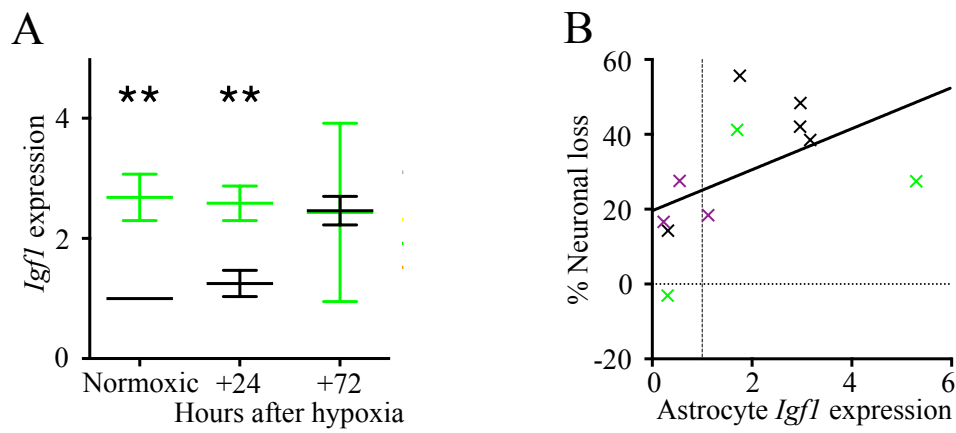 A
Igf1 expression
4
2
0
** **
Normoxic +24 +72
Hours after hypoxia
B
% Neuronal loss
60
40
20
0
-20
0 2 4 6
Astrocyte Igf1 expression